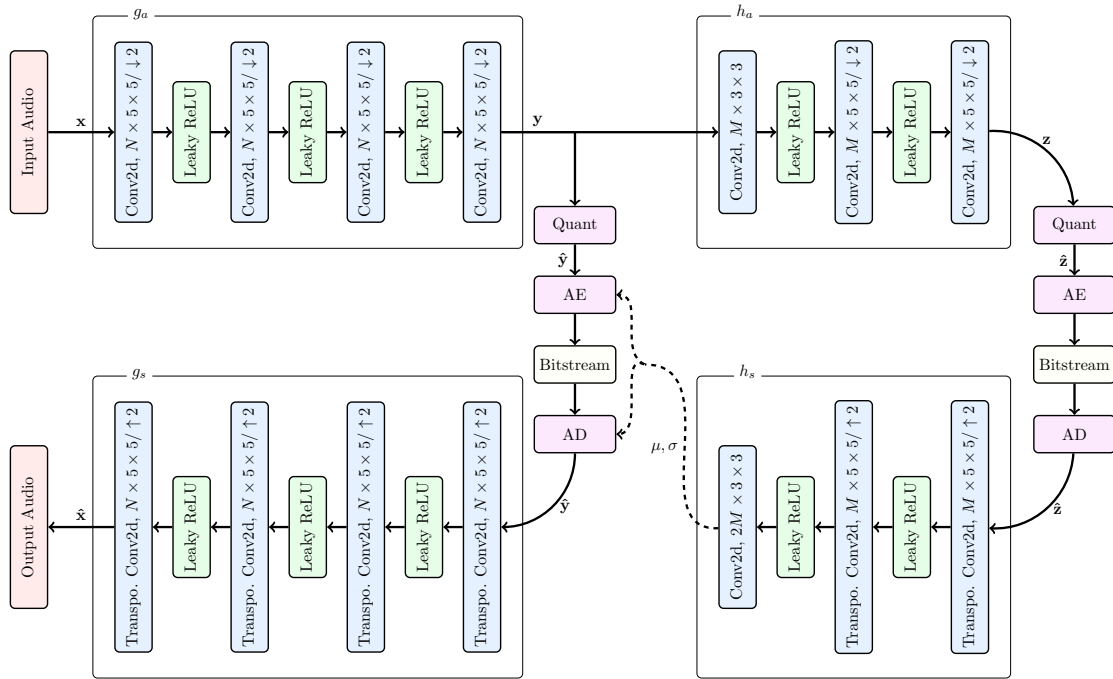 g_a
h_a
Input Audio
x
Conv2d, N × 5 × 5/ ↓ 2
Leaky ReLU
Conv2d, N × 5 × 5/ ↓ 2
Leaky ReLU
Conv2d, N × 5 × 5/ ↓ 2
Leaky ReLU
Conv2d, N × 5 × 5/ ↓ 2
y
Conv2d, M × 3 × 3
Leaky ReLU
Conv2d, M × 5 × 5/ ↓ 2
Leaky ReLU
Conv2d, M × 5 × 5/ ↓ 2
z
Quant
Quant
ŷ
ẑ
AE
AE
Bitstream
Bitstream
AD
AD
g_s
h_s
μ, σ
Output Audio
x̂
Transpo. Conv2d, N × 5 × 5/ ↑ 2
Leaky ReLU
Transpo. Conv2d, N × 5 × 5/ ↑ 2
Leaky ReLU
Transpo. Conv2d, N × 5 × 5/ ↑ 2
Leaky ReLU
Transpo. Conv2d, N × 5 × 5/ ↑ 2
ŷ
Conv2d, 2M × 3 × 3
Leaky ReLU
Transpo. Conv2d, M × 5 × 5/ ↑ 2
Leaky ReLU
Transpo. Conv2d, M × 5 × 5/ ↑ 2
ẑ